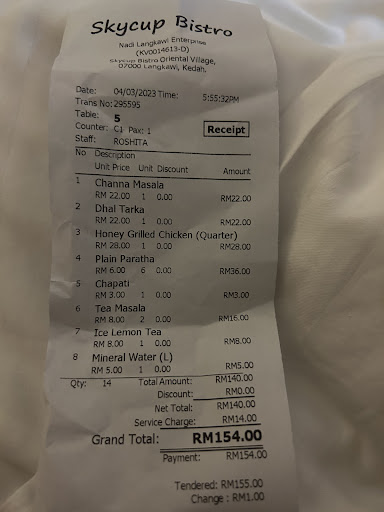 Skycup Bistro
Nadi Langkawi Enterprise
(KV0014613-D)
Skycup Bistro Oriental Village,
07000 Langkawi, Kedah.
Date: 04/03/2023 Time: 5:55:32PM
Trans No: 295595
Table: 5
Counter: C1 Pax: 1 Receipt
Staff: ROSHITA
No Description
Unit Price Unit Discount Amount
1 Channa Masala
RM 22.00 1 0.00 RM22.00
2 Dhal Tarka
RM 22.00 1 0.00 RM22.00
3 Honey Grilled Chicken (Quarter)
RM 28.00 1 0.00 RM28.00
4 Plain Paratha
RM 6.00 6 0.00 RM36.00
5 Chapati
RM 3.00 1 0.00 RM3.00
6 Tea Masala
RM 8.00 2 0.00 RM16.00
7 Ice Lemon Tea
RM 8.00 1 0.00 RM8.00
8 Mineral Water (L)
RM 5.00 1 0.00 RM5.00
Qty: 14 Total Amount: RM140.00
Discount: RM0.00
Net Total: RM140.00
Service Charge: RM14.00
Grand Total: RM154.00
Payment: RM154.00
Tendered: RM155.00
Change : RM1.00